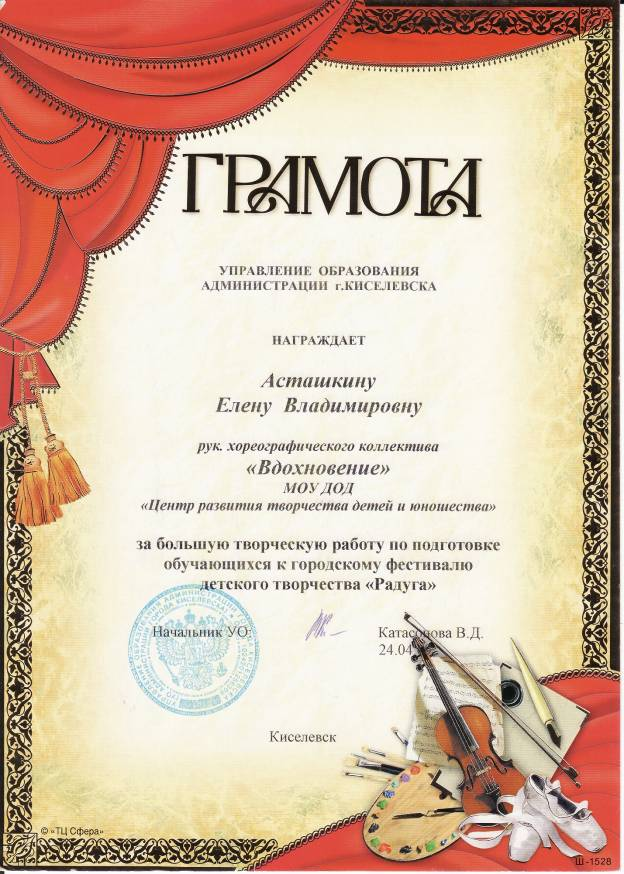 ГРАМОТА
УПРАВЛЕНИЕ ОБРАЗОВАНИЯ
АДМИНИСТРАЦИИ г.КИСЕЛЕВСКА
НАГРАЖДАЕТ
Асташкину
Елену Владимировну
рук. хореографического коллектива
«Вдохновение»
МОУ ДОД
«Центр развития творчества детей и юношества»
за большую творческую работу по подготовке
обучающихся к городскому фестивалю
детского творчества «Радуга»
Начальник УО: Катасонова В.Д.
24.04
Киселевск
© «ТЦ Сфера»
Ш-1528